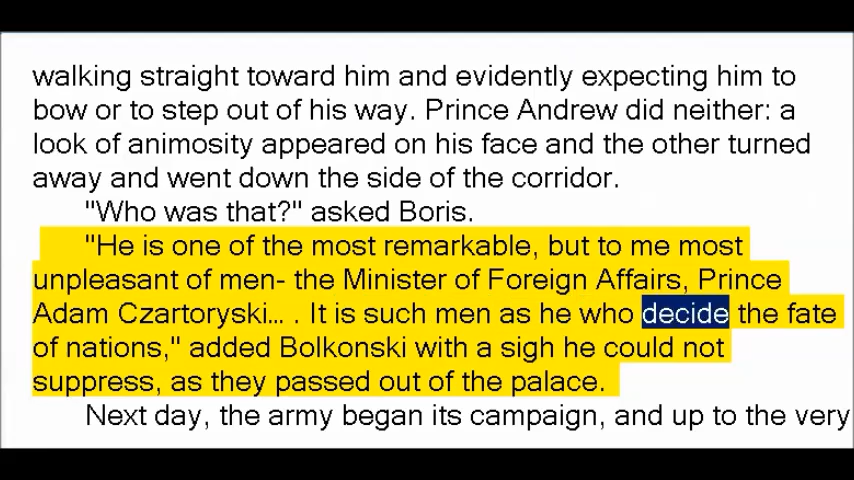 walking straight toward him and evidently expecting him to
bow or to step out of his way. Prince Andrew did neither: a
look of animosity appeared on his face and the other turned
away and went down the side of the corridor.
"Who was that?" asked Boris.
"He is one of the most remarkable, but to me most
unpleasant of men- the Minister of Foreign Affairs, Prince
Adam Czartoryski... . It is such men as he who decide the fate
of nations," added Bolkonski with a sigh he could not
suppress, as they passed out of the palace.
Next day, the army began its campaign, and up to the very